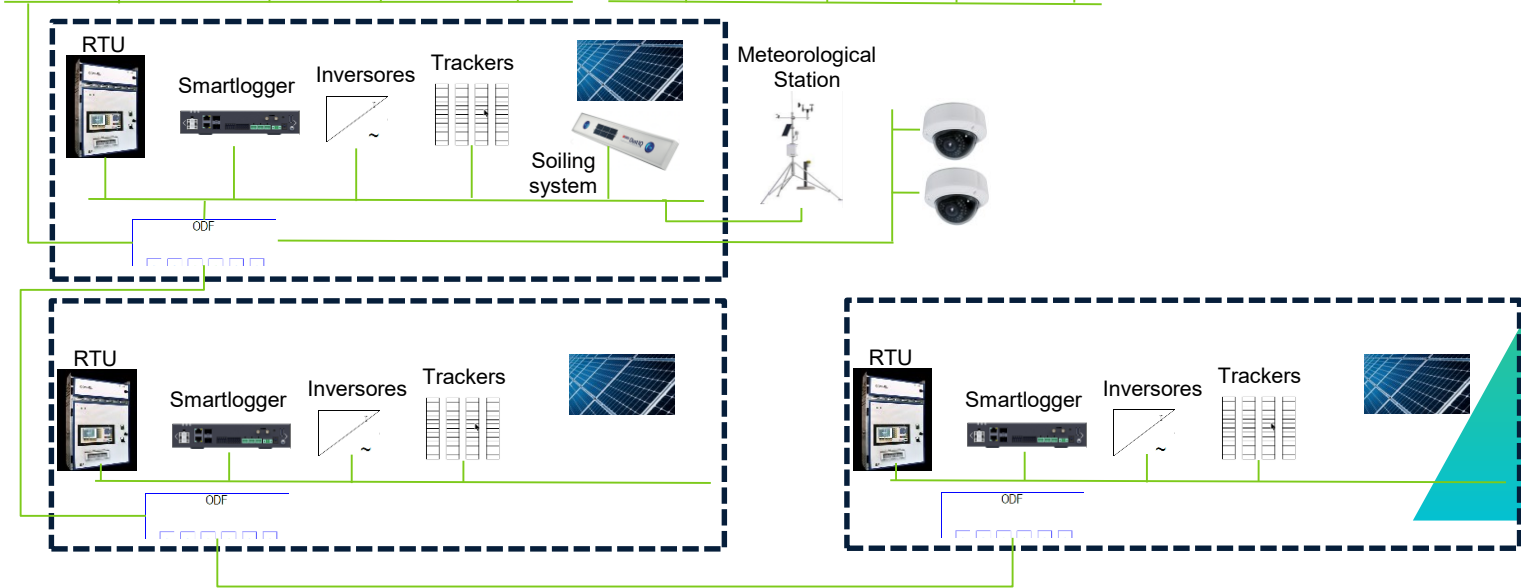 RTU
Smartlogger
Inversores
Trackers
Soiling
system
Meteorological
Station
~
ODF
RTU
Smartlogger
Inversores
Trackers
~
ODF
RTU
Smartlogger
Inversores
Trackers
~
ODF